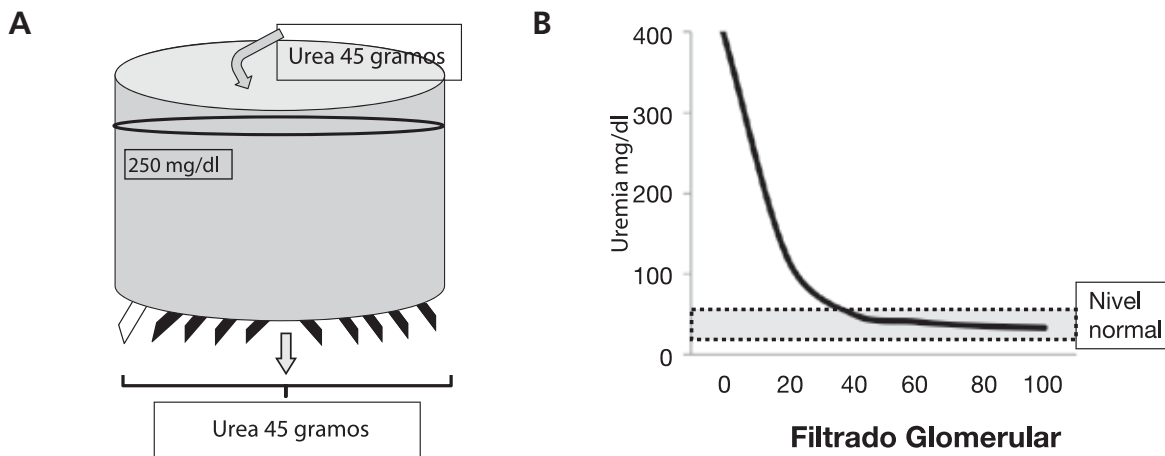 A
Urea 45 gramos
250 mg/dl
Urea 45 gramos
B
Uremia mg/dl
400
300
200
100
0
0 20 40 60 80 100
Nivel
normal
Filtrado Glomerular